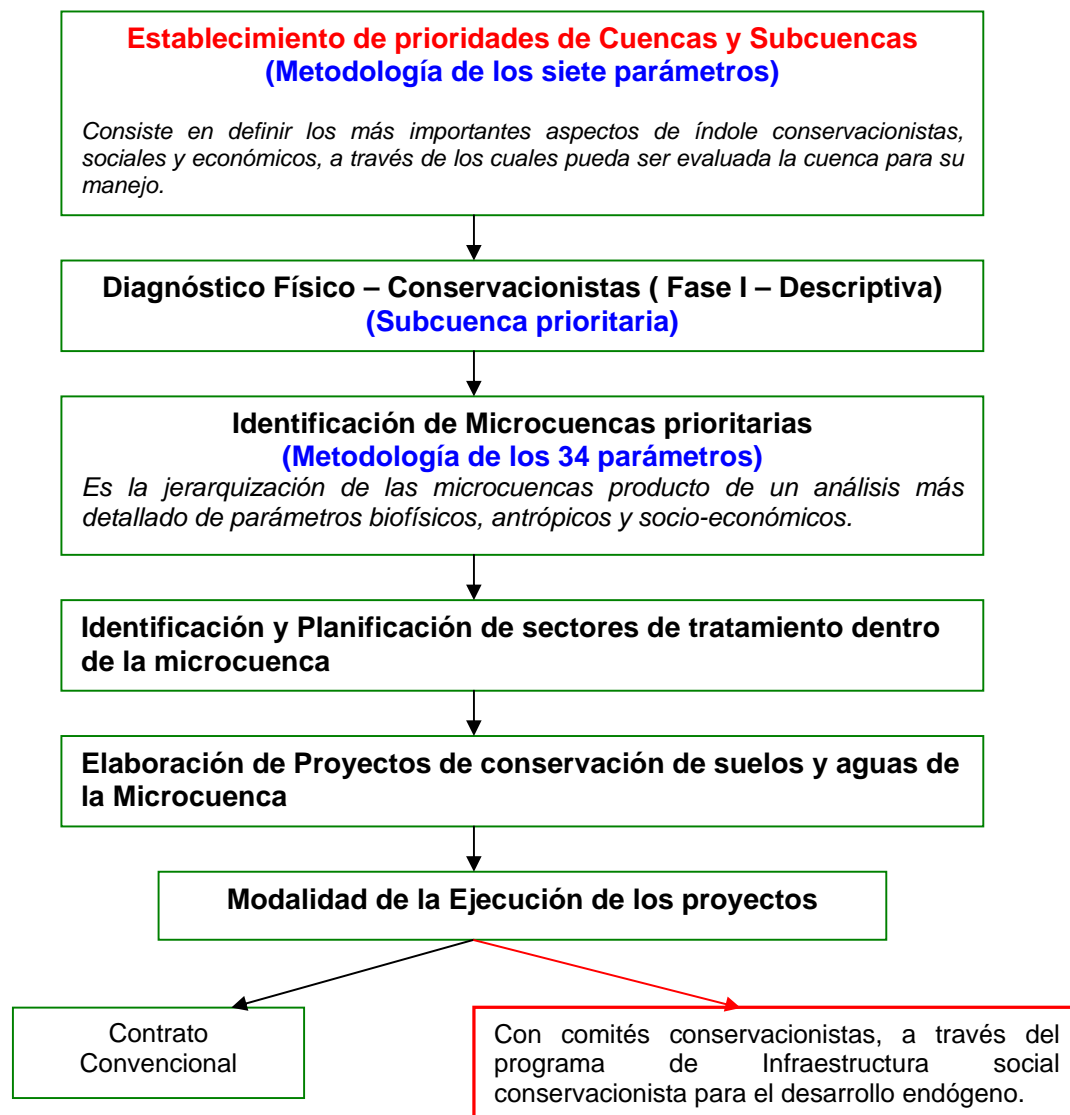 Establecimiento de prioridades de Cuencas y Subcuencas
(Metodología de los siete parámetros)
Consiste en definir los más importantes aspectos de índole conservacionistas,
sociales y económicos, a través de los cuales pueda ser evaluada la cuenca para su
manejo.
Diagnóstico Físico – Conservacionistas ( Fase I – Descriptiva)
(Subcuenca prioritaria)
Identificación de Microcuencas prioritarias
(Metodología de los 34 parámetros)
Es la jerarquización de las microcuencas producto de un análisis más
detallado de parámetros biofísicos, antrópicos y socio-económicos.
Identificación y Planificación de sectores de tratamiento dentro
de la microcuenca
Elaboración de Proyectos de conservación de suelos y aguas de
la Microcuenca
Modalidad de la Ejecución de los proyectos
Contrato
Convencional
Con comités conservacionistas, a través del
programa de Infraestructura social
conservacionista para el desarrollo endógeno.